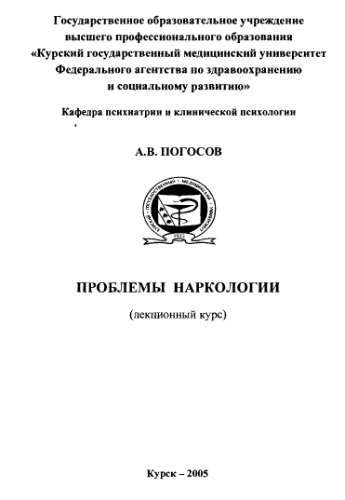 Государственное образовательное учреждение
высшего профессионального образования
«Курский государственный медицинский университет
Федерального агентства по здравоохранению
и социальному развитию»
Кафедра психиатрии и клинической психологии
А.В. ПОГОСОВ
ПРОБЛЕМЫ НАРКОЛОГИИ
(лекционный курс)
Курск – 2005